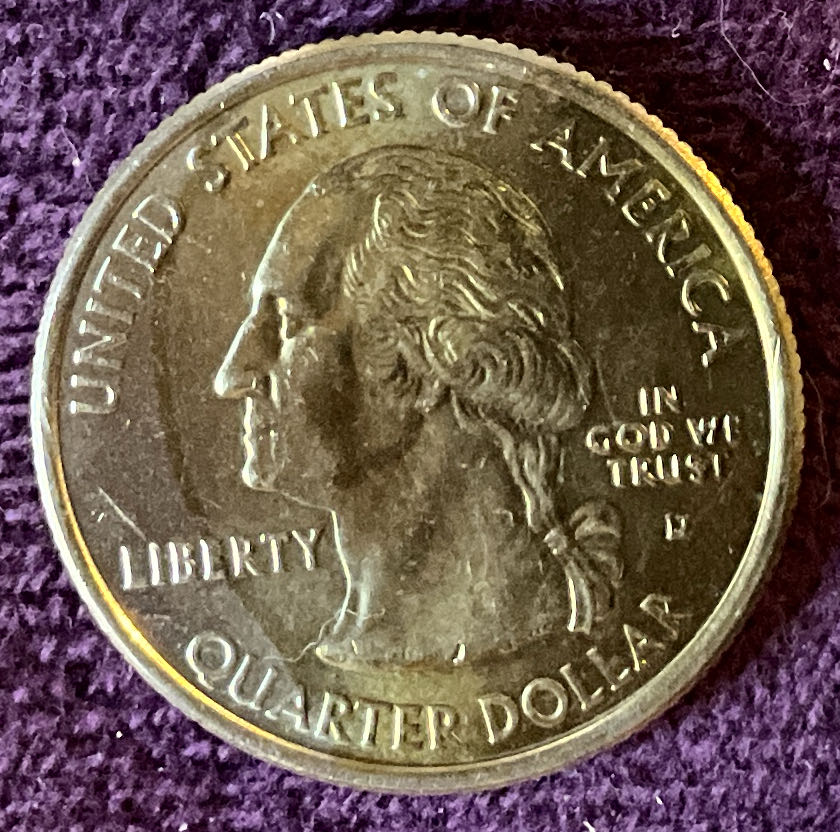 UNITED STATES OF AMERICA
IN
GOD WE
TRUST
LIBERTY
QUARTER DOLLAR